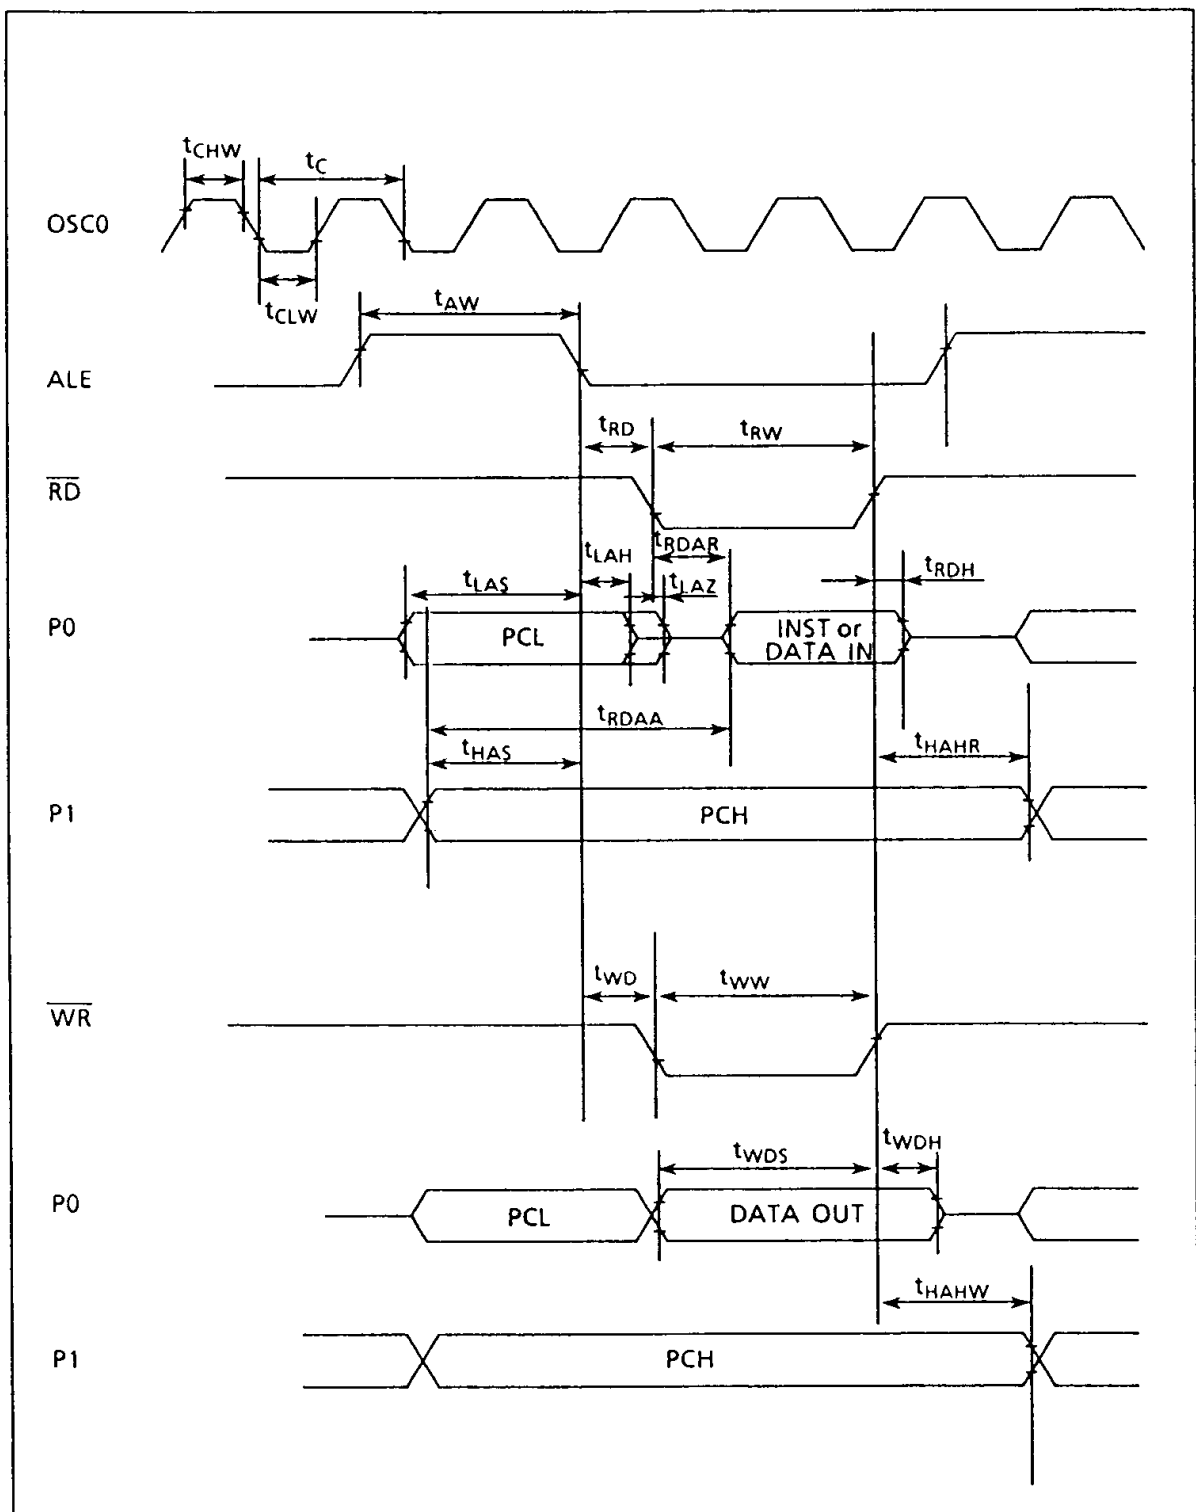 tCHW
tC
OSC0
tCLW
tAW
ALE
tRD
tRW
RD
tLAH
tRDAR
tRDH
tLAS
tLAZ
P0
PCL
INST or
DATA IN
tRDAA
tHAS
tHAHR
P1
PCH
tWD
tWW
WR
tWDS
tWDH
P0
PCL
DATA OUT
tHAHW
P1
PCH